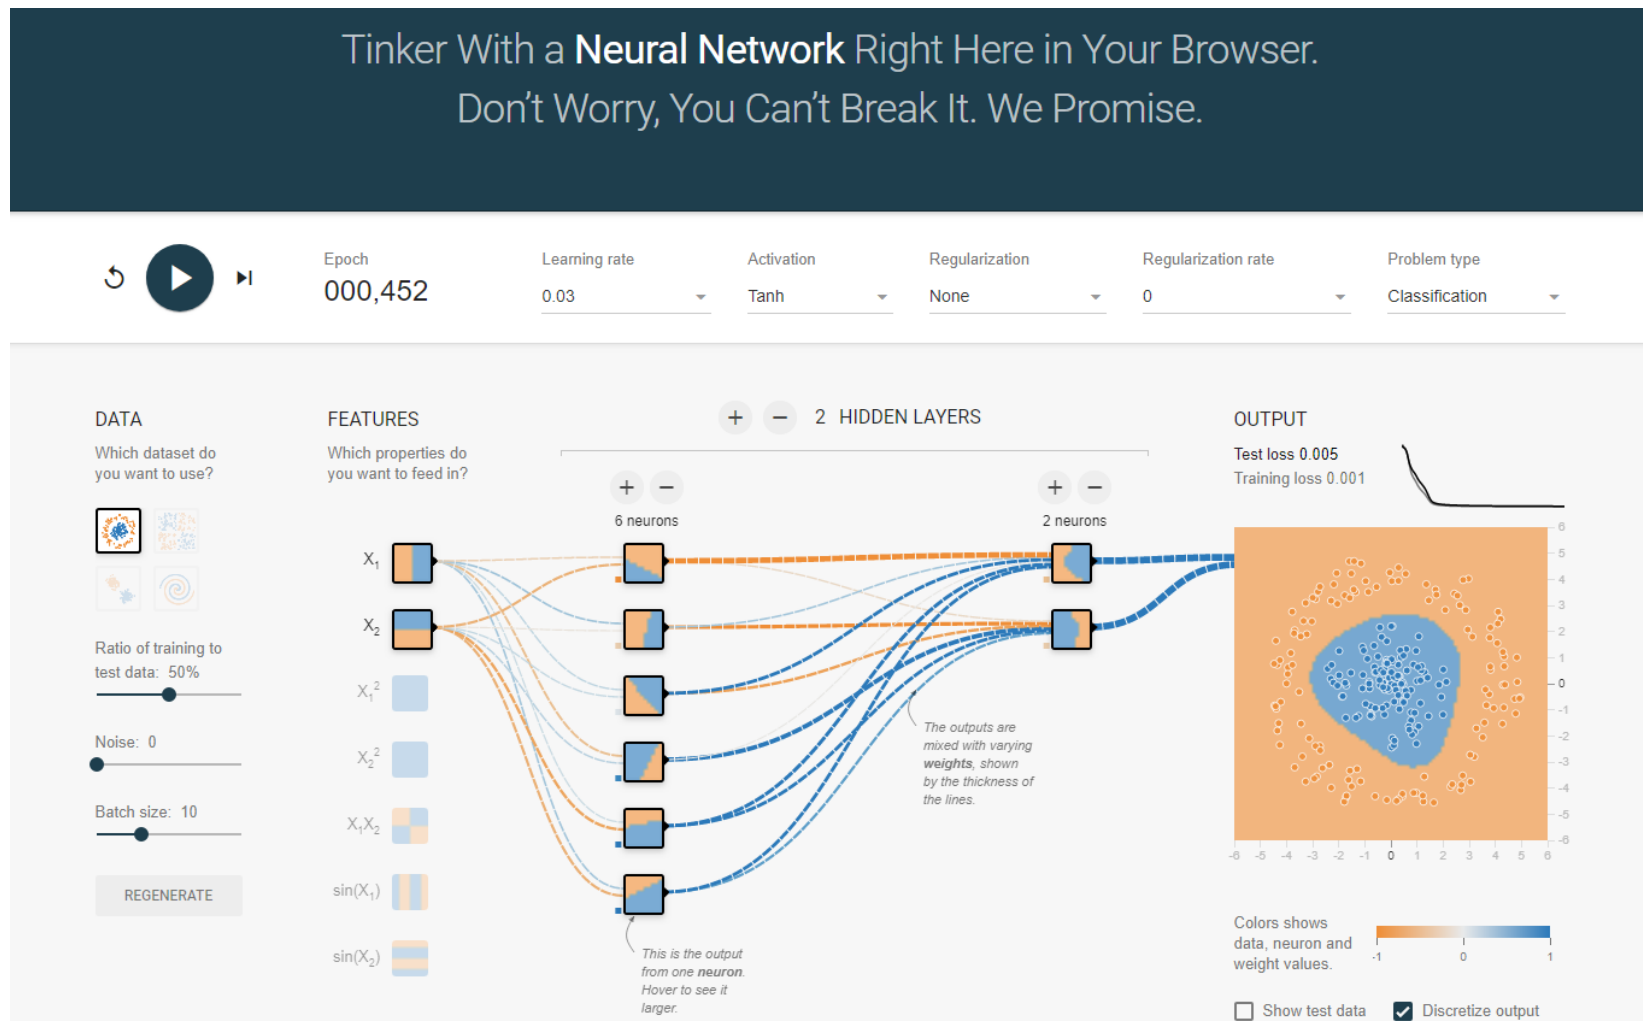 Tinker With a Neural Network Right Here in Your Browser.
Don't Worry, You Can't Break It. We Promise.
Epoch
000,452
Learning rate
0.03
Activation
Tanh
Regularization
None
Regularization rate
0
Problem type
Classification
DATA
Which dataset do
you want to use?
Ratio of training to
test data: 50%
Noise: 0
Batch size: 10
REGENERATE
FEATURES
Which properties do
you want to feed in?
X₁
X₂
X₁²
X₂²
X₁X₂
sin(X₁)
sin(X₂)
+ − 2 HIDDEN LAYERS
+ −
6 neurons
+ −
2 neurons
The outputs are
mixed with varying
weights, shown
by the thickness of
the lines.
This is the output
from one neuron.
Hover to see it
larger.
OUTPUT
Test loss 0.005
Training loss 0.001
6
5
4
3
2
1
0
-1
-2
-3
-4
-5
-6
-6 -5 -4 -3 -2 -1 0 1 2 3 4 5 6
Colors shows
data, neuron and
weight values.
-1 0 1
Show test data
Discretize output